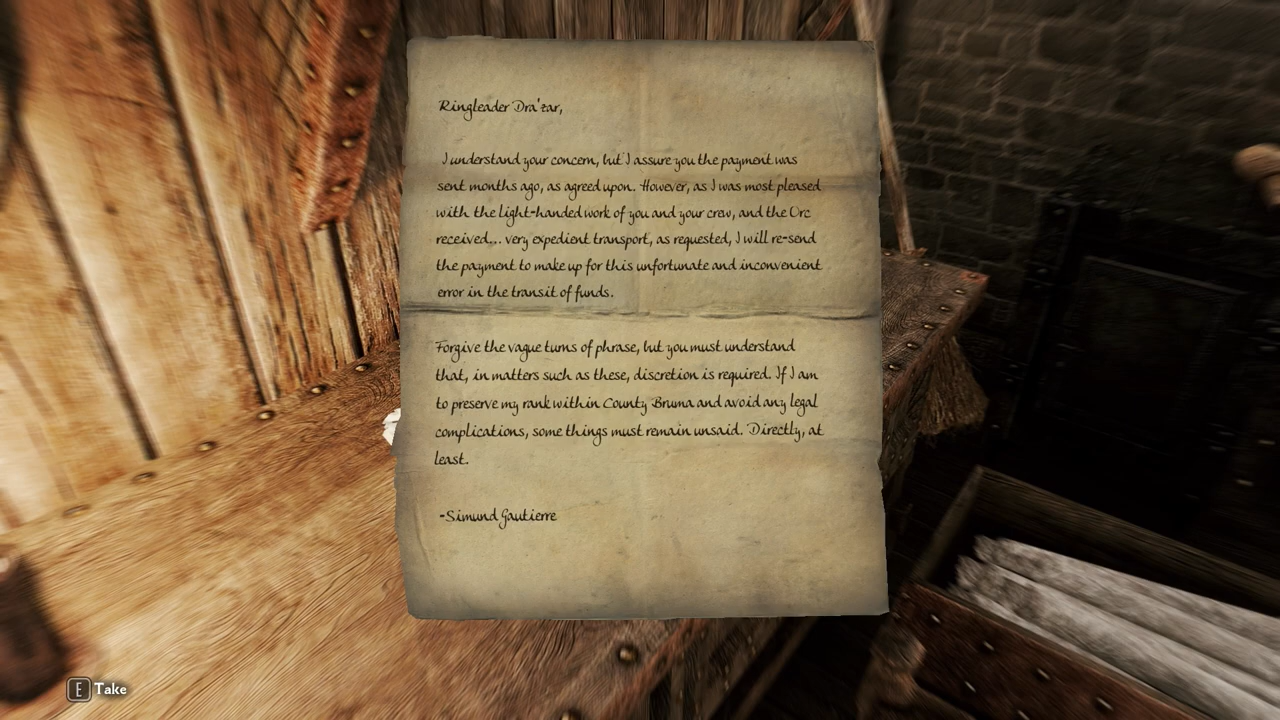 Ringleader Dra'zar,
I understand your concern, but I assure you the payment was
sent months ago, as agreed upon. However, as I was most pleased
with the light-handed work of you and your crew, and the Orc
received... very expedient transport, as requested, I will re-send
the payment to make up for this unfortunate and inconvenient
error in the transit of funds.
Forgive the vague turns of phrase, but you must understand
that, in matters such as these, discretion is required. If I am
to preserve my rank within County Bruma and avoid any legal
complications, some things must remain unsaid. Directly, at
least.
-Simund Gautierre
E Take